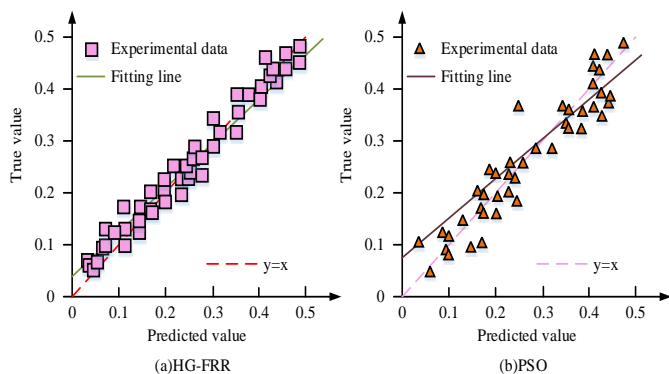 0.5
0.4
0.3
0.2
0.1
0
True value
Experimental data
Fitting line
y=x
0 0.1 0.2 0.3 0.4 0.5
Predicted value
(a)HG-FRR
0.5
0.4
0.3
0.2
0.1
0
True value
Experimental data
Fitting line
y=x
0 0.1 0.2 0.3 0.4 0.5
Predicted value
(b)PSO